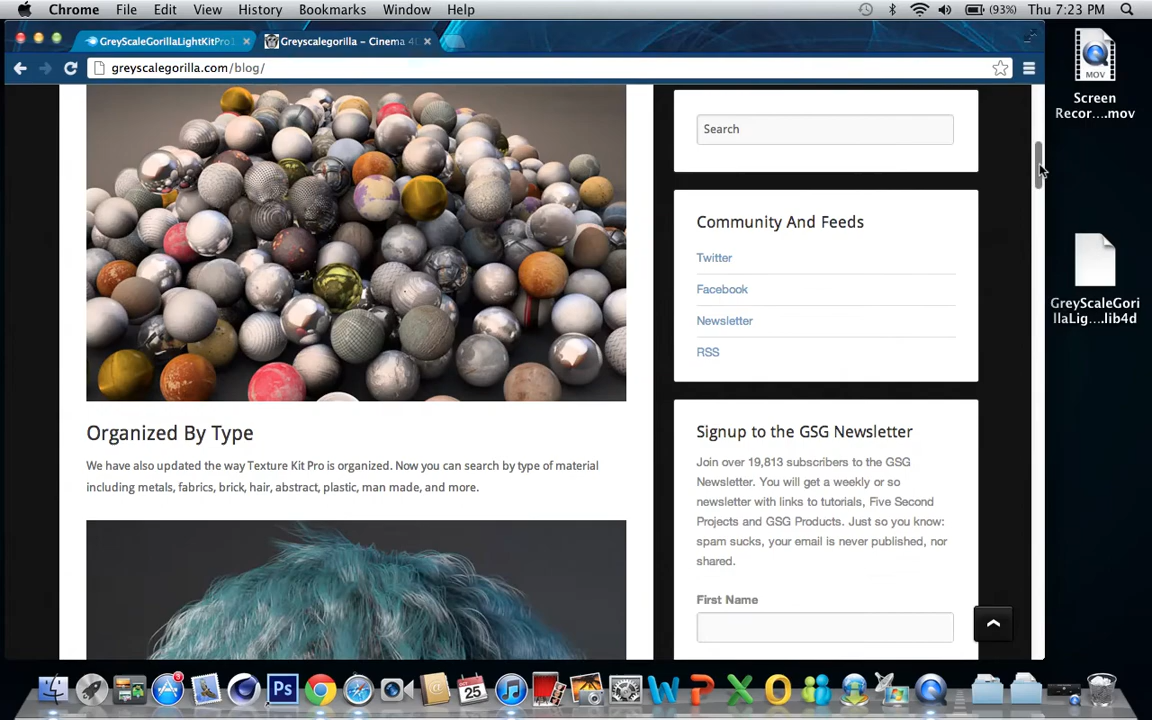 Chrome File Edit View History Bookmarks Window Help (93%) Thu 7:23 PM
GreyScaleGorillaLightKitPro Greyscalegorilla – Cinema 4
greyscalegorilla.com/blog/
MOV
Screen
Recor....mov
GreyScaleGori
llaLig....lib4d
Organized By Type
We have also updated the way Texture Kit Pro is organized. Now you can search by type of material
including metals, fabrics, brick, hair, abstract, plastic, man made, and more.
Search
Community And Feeds
Twitter
Facebook
Newsletter
RSS
Signup to the GSG Newsletter
Join over 19,813 subscribers to the GSG
Newsletter. You will get a weekly or so
newsletter with links to tutorials, Five Second
Projects and GSG Products. Just so you know:
spam sucks, your email is never published, nor
shared.
First Name
3
Ps
OCT
25
W P X O